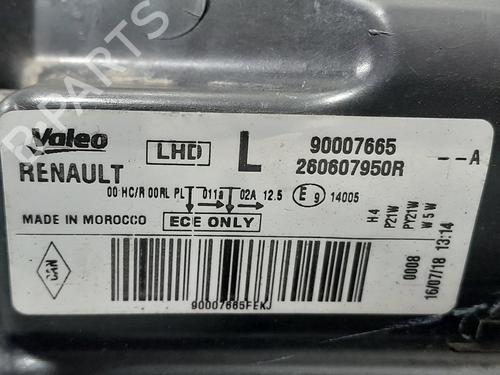 B-PARTS
Valeo
RENAULT
LHD
L
90007665
260607950R
--A
00 HC/R 00RL PL 011a 02A 12.5
E 9 14005
MADE IN MOROCCO
ECE ONLY
H4
P21W
PY21W
W5W
0008
16/07/18 13:14
90007665FEKJ